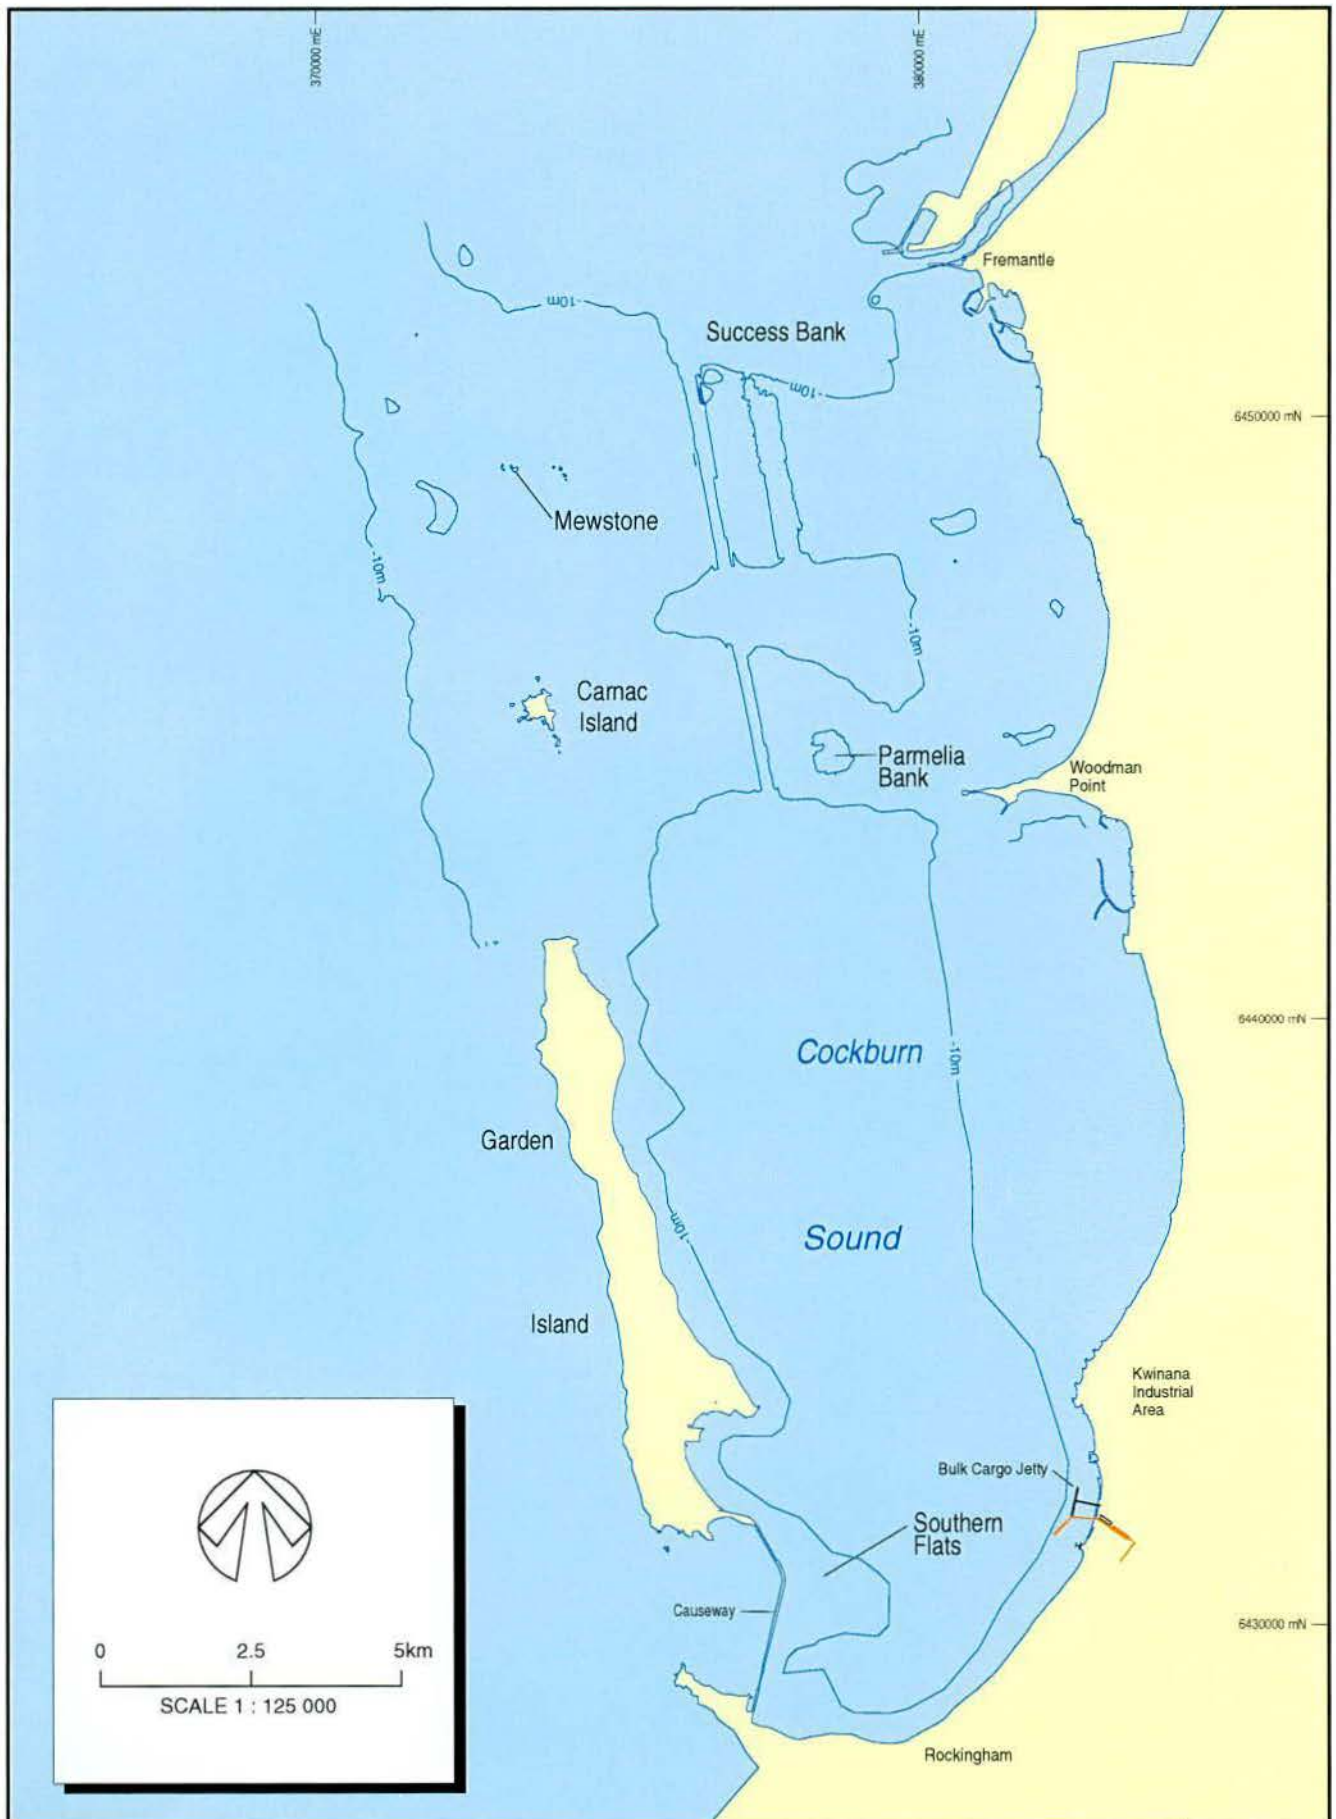 370000 mE
380000 mE
Fremantle
-10m
Success Bank
-10m
6450000 mN
Mewstone
-10m
-10m
Carnac
Island
Parmelia
Bank
Woodman
Point
6440000 mN
Cockburn
-10m
Garden
-10m
Sound
Island
Kwinana
Industrial
Area
Bulk Cargo Jetty
Southern
Flats
Causeway
6430000 mN
0 2.5 5km
SCALE 1 : 125 000
Rockingham